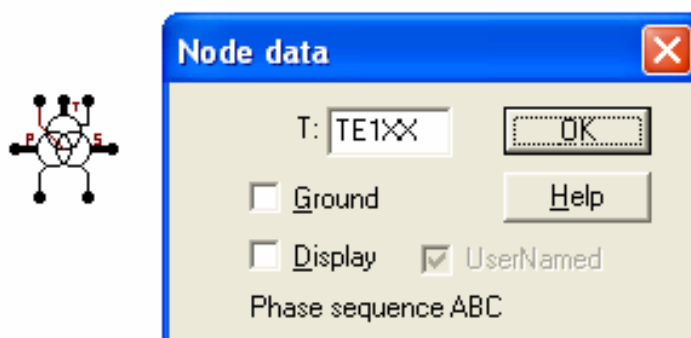 Node data
T: TE1XX OK
Ground Help
Display UserNamed
Phase sequence ABC
T
P S